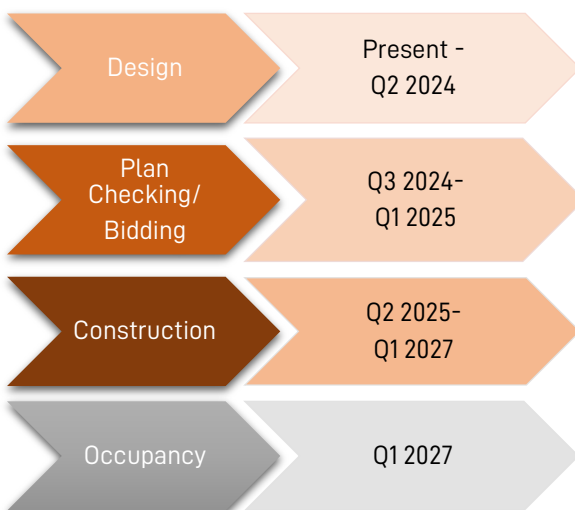 Design
Present -
Q2 2024
Plan
Checking/
Bidding
Q3 2024-
Q1 2025
Construction
Q2 2025-
Q1 2027
Occupancy
Q1 2027